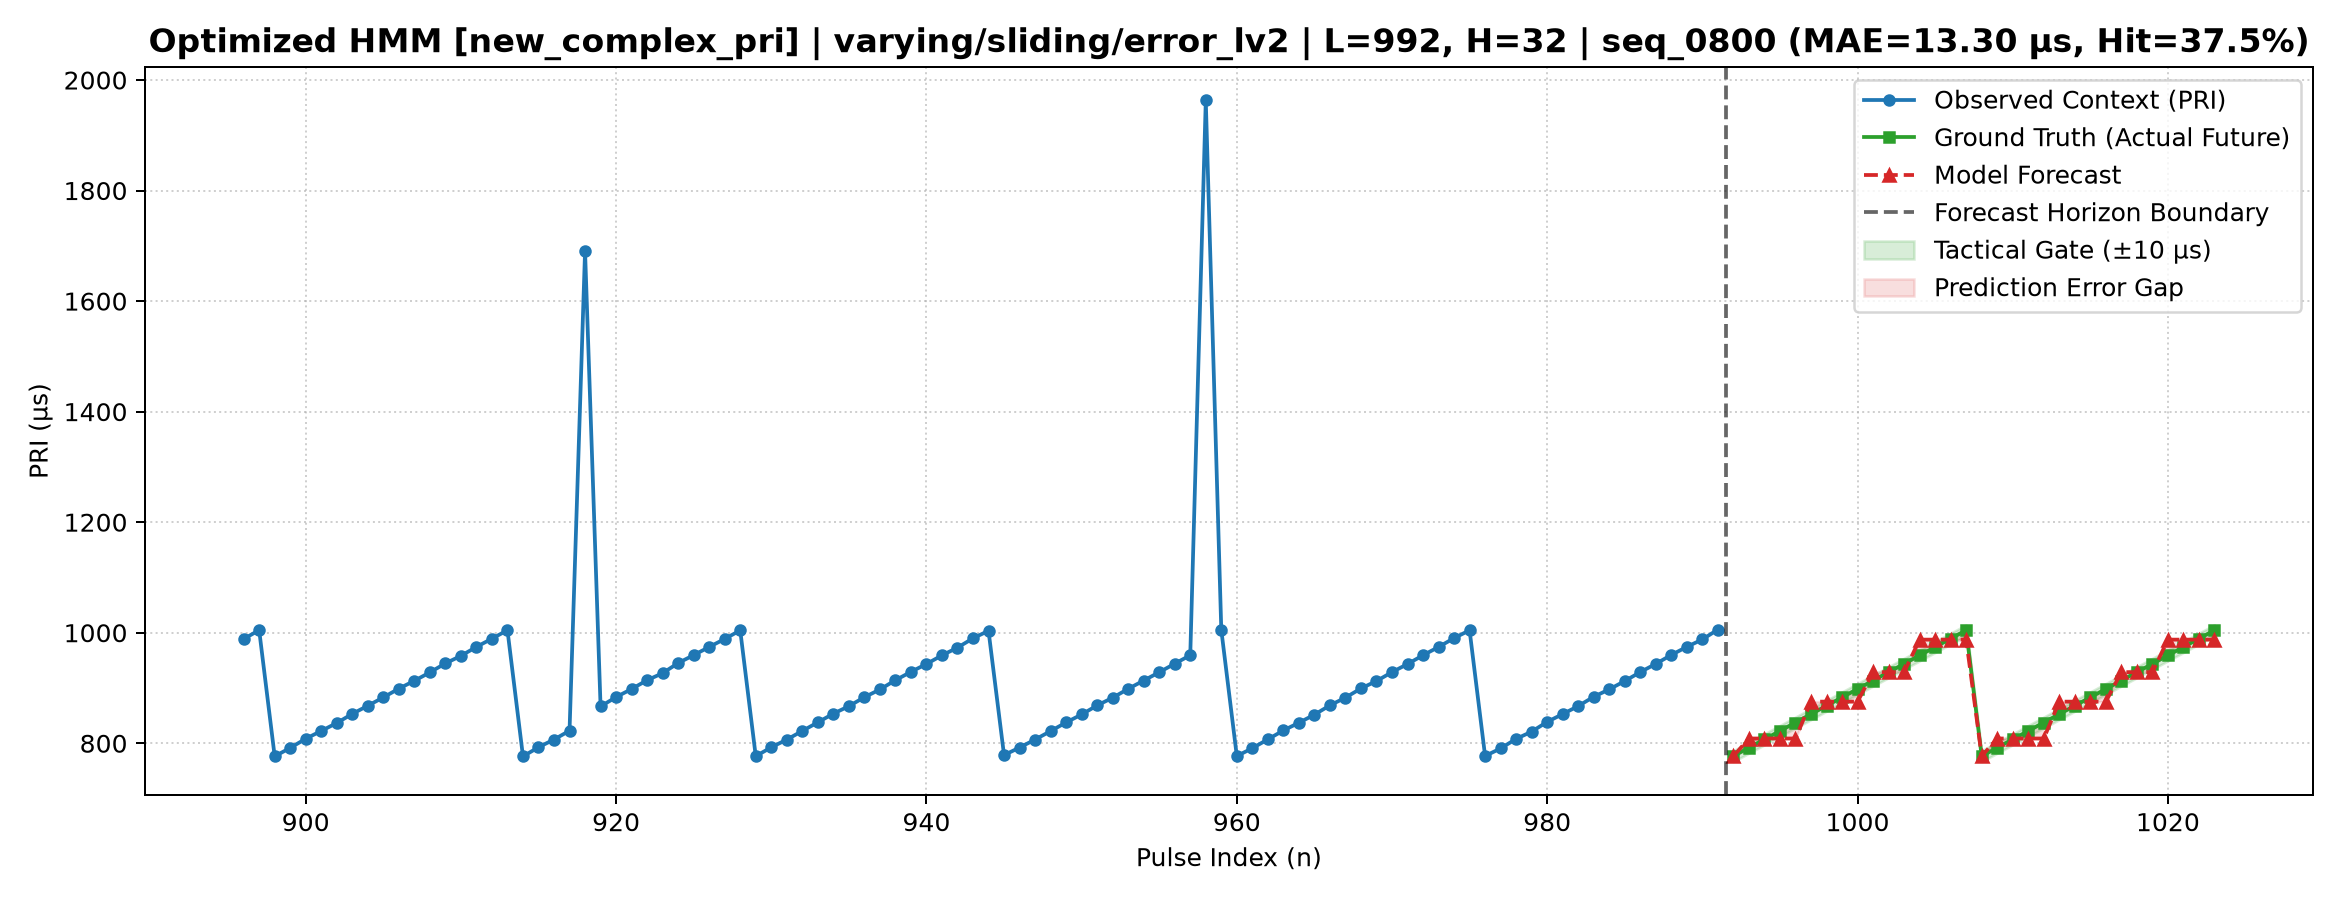 Optimized HMM [new_complex_pri] | varying/sliding/error_lv2 | L=992, H=32 | seq_0800 (MAE=13.30 μs, Hit=37.5%)
2000
1800
1600
1400
1200
1000
800
PRI (μs)
Observed Context (PRI)
Ground Truth (Actual Future)
Model Forecast
Forecast Horizon Boundary
Tactical Gate (±10 μs)
Prediction Error Gap
900
920
940
960
980
1000
1020
Pulse Index (n)